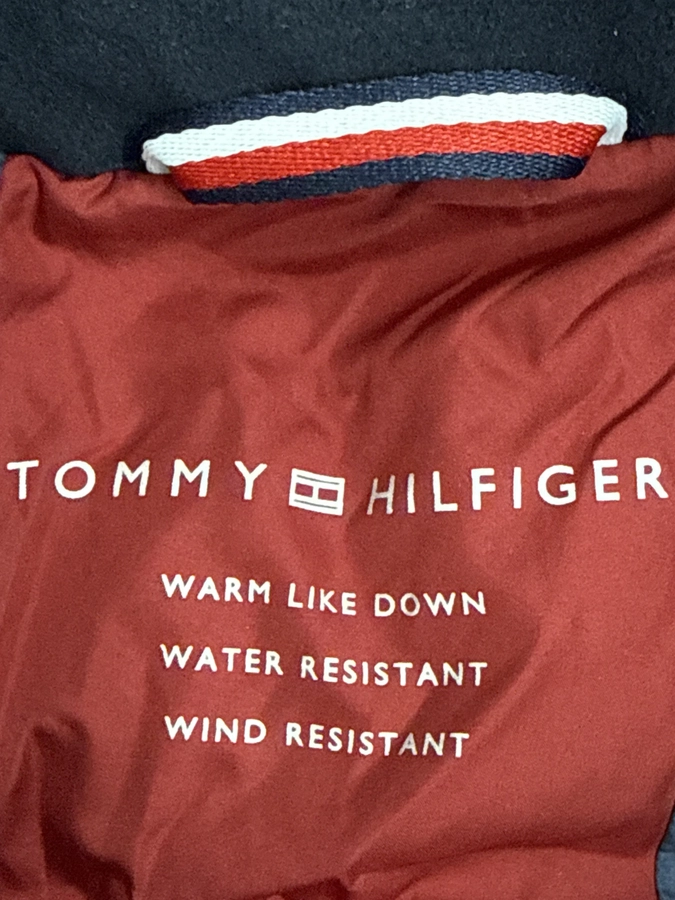 TOMMY HILFIGER
WARM LIKE DOWN
WATER RESISTANT
WIND RESISTANT